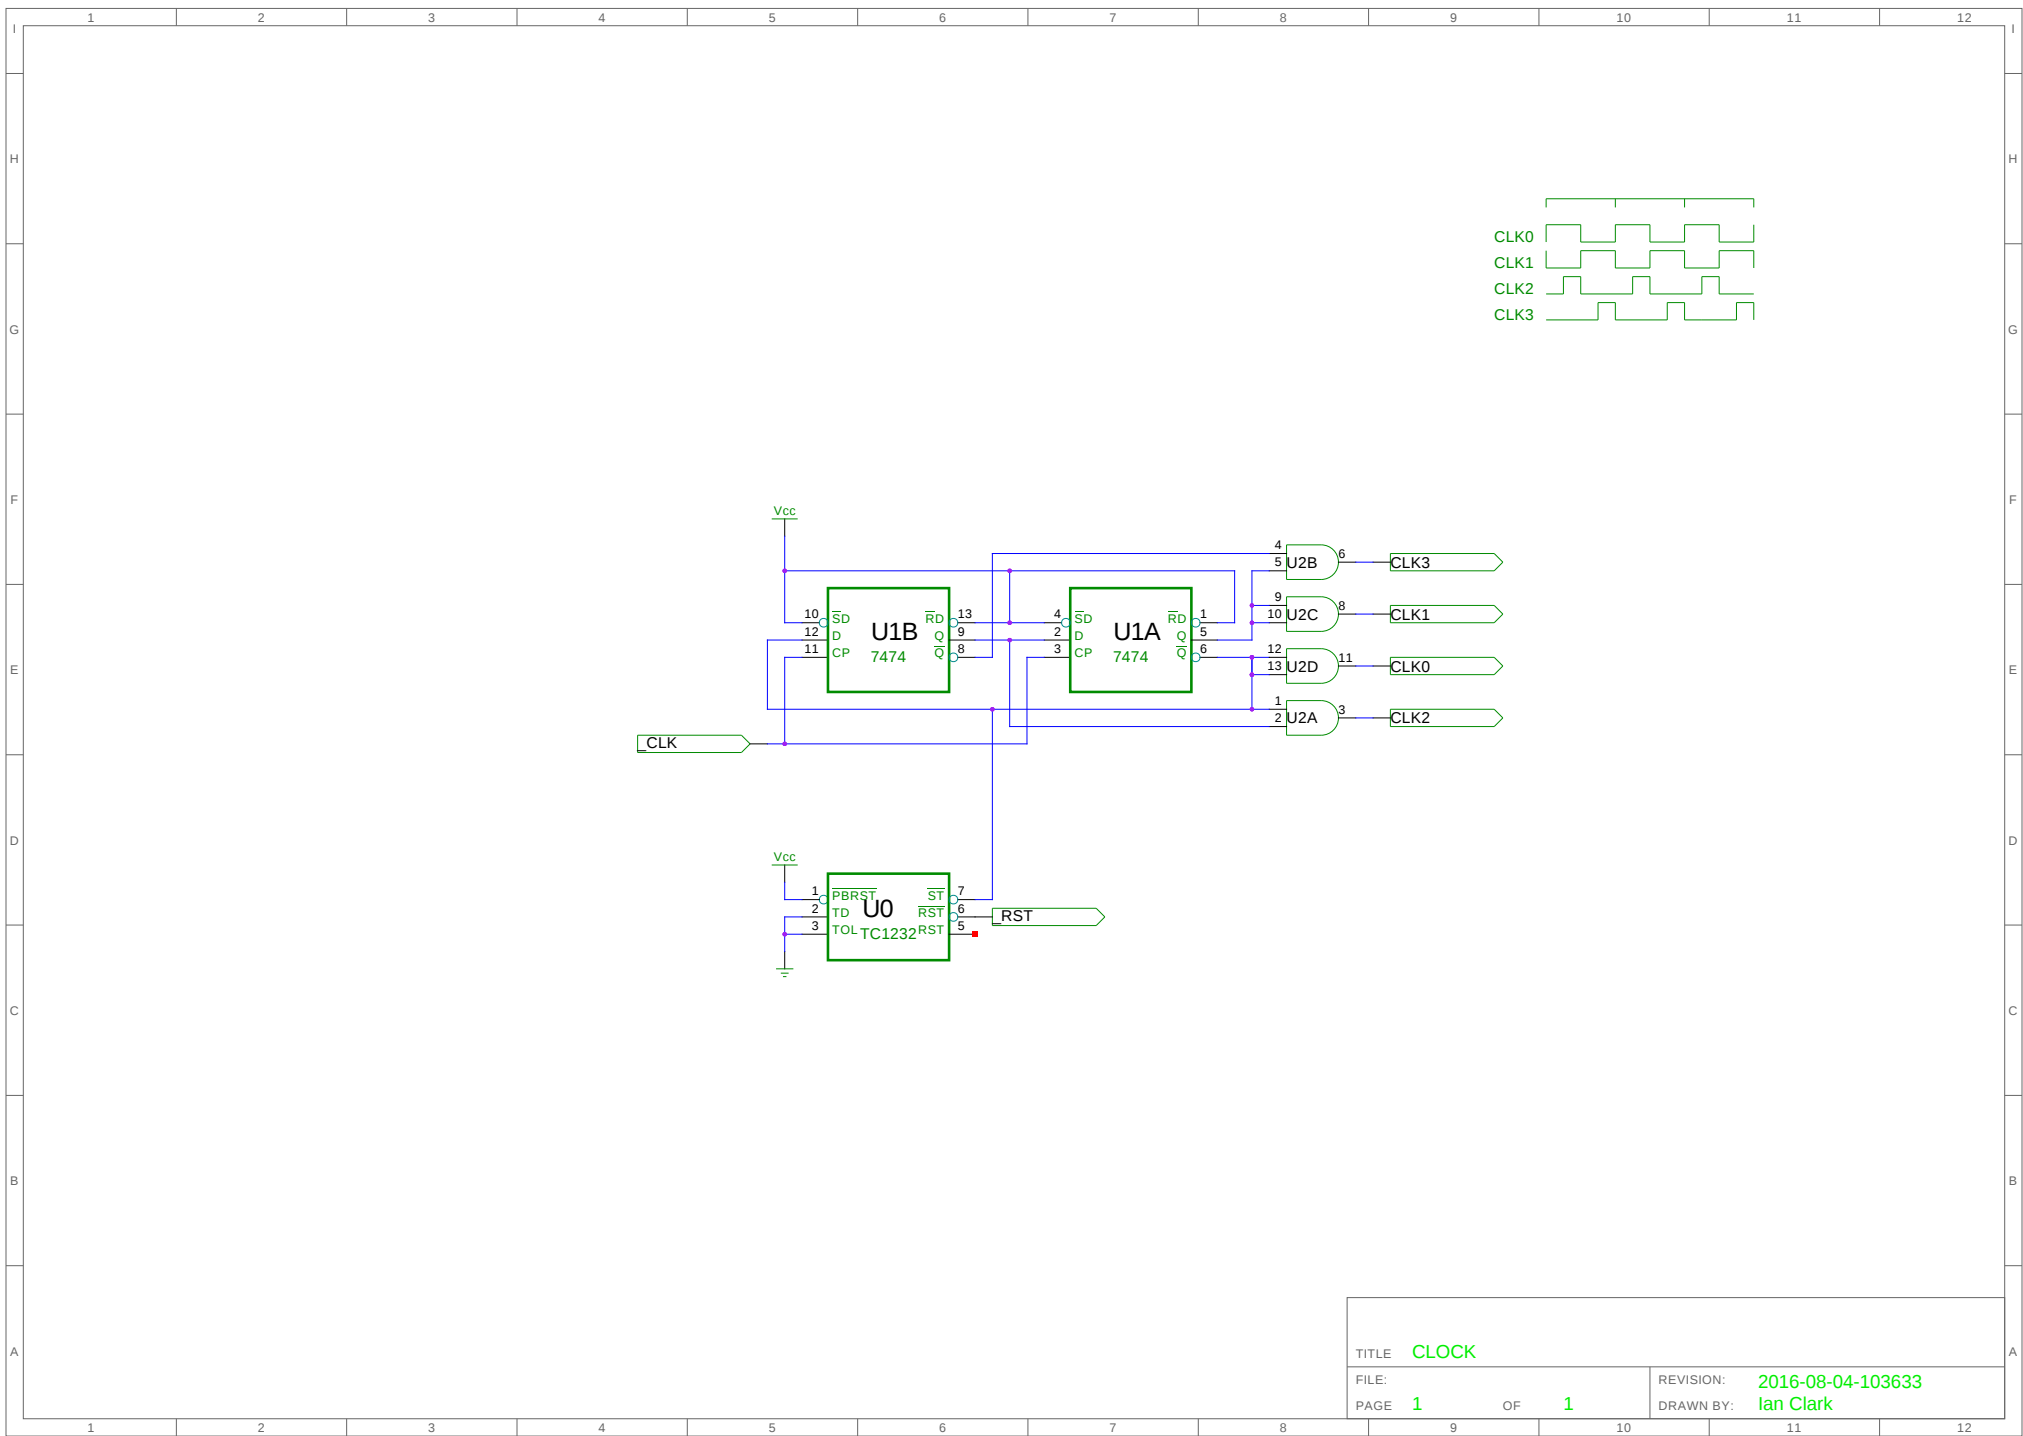 1 2 3 4 5 6 7 8 9 10 11 12
I I
H H
CLK0
CLK1
CLK2
CLK3
G G
F F
Vcc
4
5 U2B 6 CLK3
9
10 U2C 8 CLK1
12
13 U2D 11 CLK0
1
2 U2A 3 CLK2
10 SD RD 13
12 D U1B Q 9
11 CP 7474 Q 8
4 SD RD 1
2 D U1A Q 5
3 CP 7474 Q 6
E E
_CLK
D D
Vcc
1 PBRST ST 7
2 TD U0 RST 6 _RST
3 TOL TC1232 RST 5
C C
B B
A A
TITLE CLOCK
FILE: REVISION: 2016-08-04-103633
PAGE 1 OF 1 DRAWN BY: Ian Clark
1 2 3 4 5 6 7 8 9 10 11 12